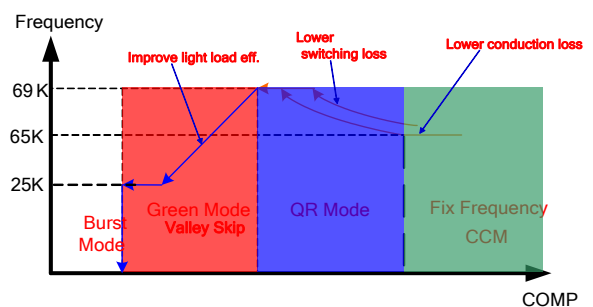 Frequency
Lower
switching loss
Lower conduction loss
Improve light load eff.
69 K
65K
25K
Burst
Mode
Green Mode
Valley Skip
QR Mode
Fix Frequency
CCM
COMP